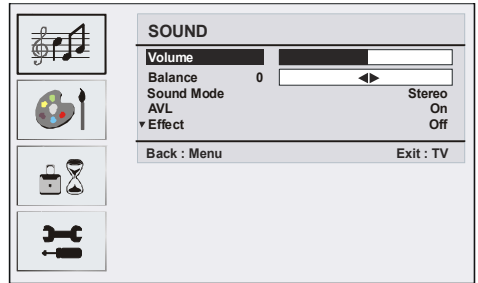 SOUND
Volume
Balance 0
Sound Mode Stereo
AVL On
Effect Off
Back : Menu Exit : TV